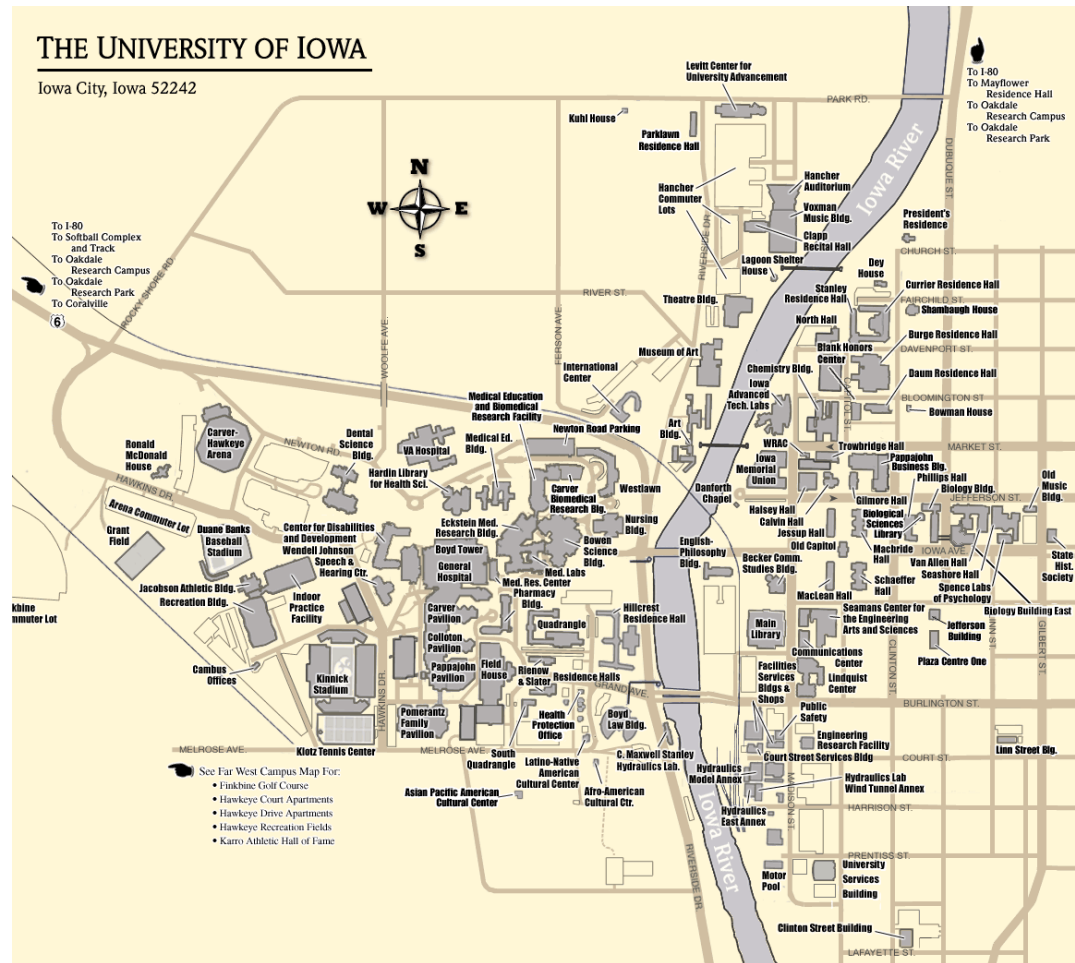 THE UNIVERSITY OF IOWA
Iowa City, Iowa 52242
N
W E
S
To I-80
To Mayflower
Residence Hall
To Oakdale
Research Campus
To Oakdale
Research Park
To I-80
To Softball Complex
and Track
To Oakdale
Research Campus
To Oakdale
Research Park
To Coralville
6
Levitt Center for
University Advancement
PARK RD.
Kuhl House
Parklawn
Residence Hall
Iowa River
DUBUQUE ST.
Hancher
Commuter
Lots
Hancher
Auditorium
Voxman
Music Bldg.
Clapp
Recital Hall
RIVERSIDE DR.
Lagoon Shelter
House
President's
Residence
CHURCH ST.
Dey
House
Stanley
Residence Hall
Currier Residence Hall
FAIRCHILD ST.
Shambaugh House
ROCKY SHORE RD.
RIVER ST.
Theatre Bldg.
North Hall
Burge Residence Hall
WOOLFE AVE.
FERSON AVE.
Museum of Art
Blank Honors
Center
DAVENPORT ST.
Chemistry Bldg.
Daum Residence Hall
International
Center
Iowa
Advanced
Tech. Labs
CAPITOL ST.
BLOOMINGTON ST.
Bowman House
Medical Education
and Biomedical
Research Facility
Newton Road Parking
Art
Bldg.
WRAC
Trowbridge Hall
MARKET ST.
Carver-
Hawkeye
Arena
NEWTON RD.
Dental
Science
Bldg.
VA Hospital
Medical Ed.
Bldg.
Iowa
Memorial
Union
Pappajohn
Business Blg.
Ronald
McDonald
House
Hardin Library
for Health Sci.
Carver
Biomedical
Research Blg.
Westlawn
Danforth
Chapel
Phillips Hall
Biology Bldg.
Old
Music
Bldg.
HAWKINS DR.
Gilmore Hall
JEFFERSON ST.
Arena Commuter Lot
Halsey Hall
Calvin Hall
Biological
Sciences
Library
Grant
Field
Duane Banks
Baseball
Stadium
Center for Disabilities
and Development
Eckstein Med.
Research Bldg.
Nursing
Bldg.
Jessup Hall
Wendell Johnson
Speech &
Hearing Ctr.
Boyd Tower
General
Hospital
Bowen
Science
Bldg.
English-
Philosophy
Bldg.
Old Capitol
Macbride
Hall
IOWA AVE.
Van Allen Hall
State
Hist.
Society
Becker Comm.
Studies Bldg.
Seashore Hall
Med. Labs
Med. Res. Center
Spence Labs
of Psychology
Jacobson Athletic Bldg.
Recreation Bldg.
Indoor
Practice
Facility
Pharmacy
Bldg.
MacLean Hall
Schaeffer
Hall
Biology Building East
kbine
mmuter Lot
Carver
Pavilion
Quadrangle
Hillcrest
Residence Hall
Main
Library
Seamans Center for
the Engineering
Arts and Sciences
Jefferson
Building
LINN ST.
GILBERT ST.
Colloton
Pavilion
Communications
Center
Plaza Centre One
Cambus
Offices
Kinnick
Stadium
Pappajohn
Pavilion
Field
House
Rienow
& Slater
Residence Halls
Facilities
Services
Bldgs &
Shops
Lindquist
Center
CLINTON ST.
GRAND AVE.
BURLINGTON ST.
HAWKINS DR.
Pomerantz
Family
Pavilion
Health
Protection
Office
Boyd
Law Bldg.
Public
Safety
Engineering
Research Facility
Linn Street Blg.
MELROSE AVE.
Klotz Tennis Center
MELROSE AVE.
South
Quadrangle
C. Maxwell Stanley
Hydraulics Lab.
Court Street Services Bldg
COURT ST.
Latino-Native
American
Cultural Center
Hydraulics
Model Annex
Hydraulics Lab
Wind Tunnel Annex
MADISON ST.
Asian Pacific American
Cultural Center
Afro-American
Cultural Ctr.
Hydraulics
East Annex
HARRISON ST.
See Far West Campus Map For:
• Finkbine Golf Course
• Hawkeye Court Apartments
• Hawkeye Drive Apartments
• Hawkeye Recreation Fields
• Karro Athletic Hall of Fame
Iowa River
RIVERSIDE DR.
PRENTISS ST.
Motor
Pool
University
Services
Building
Clinton Street Building
LAFAYETTE ST.